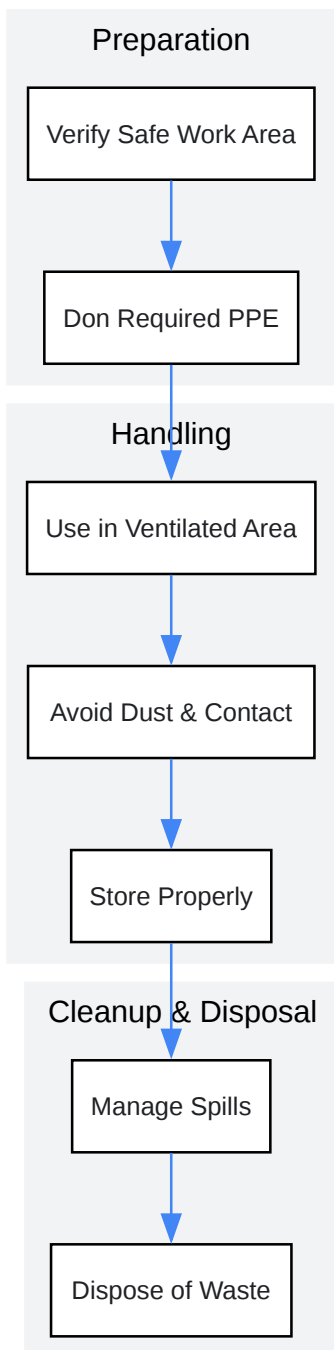 Preparation
Verify Safe Work Area
Don Required PPE
Handling
Use in Ventilated Area
Avoid Dust & Contact
Store Properly
Cleanup & Disposal
Manage Spills
Dispose of Waste